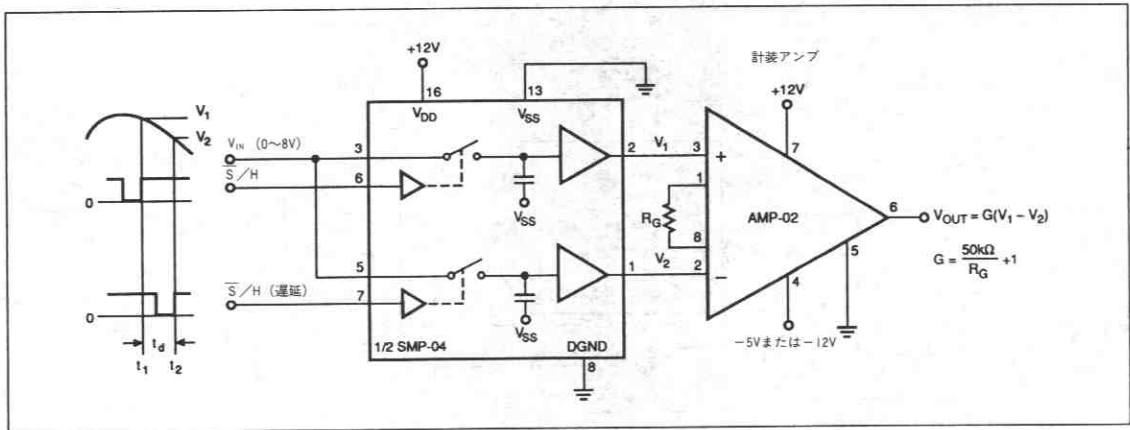 計装アンプ
+12V
+12V
16
13
VDD
VSS
7
V1
V2
VIN (0〜8V)
3
2
V1
3
+
S/H
6
1
0
VSS
RG
AMP-02
6
VOUT = G(V1 − V2)
8
5
G = 50kΩ/RG +1
5
1
V2
2
−
S/H (遅延)
7
4
0
VSS
td
1/2 SMP-04
DGND
−5Vまたは−12V
t1
t2
8